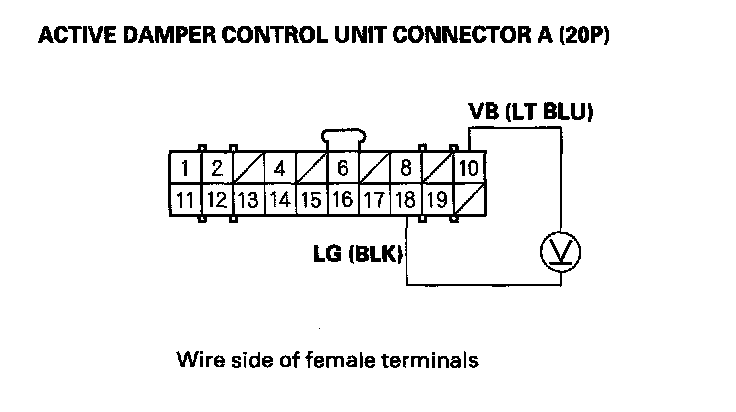 ACTIVE DAMPER CONTROL UNIT CONNECTOR A (20P)
VB (LT BLU)
1 2 4 6 8 10
11 12 13 14 15 16 17 18 19
LG (BLK)
V
Wire side of female terminals